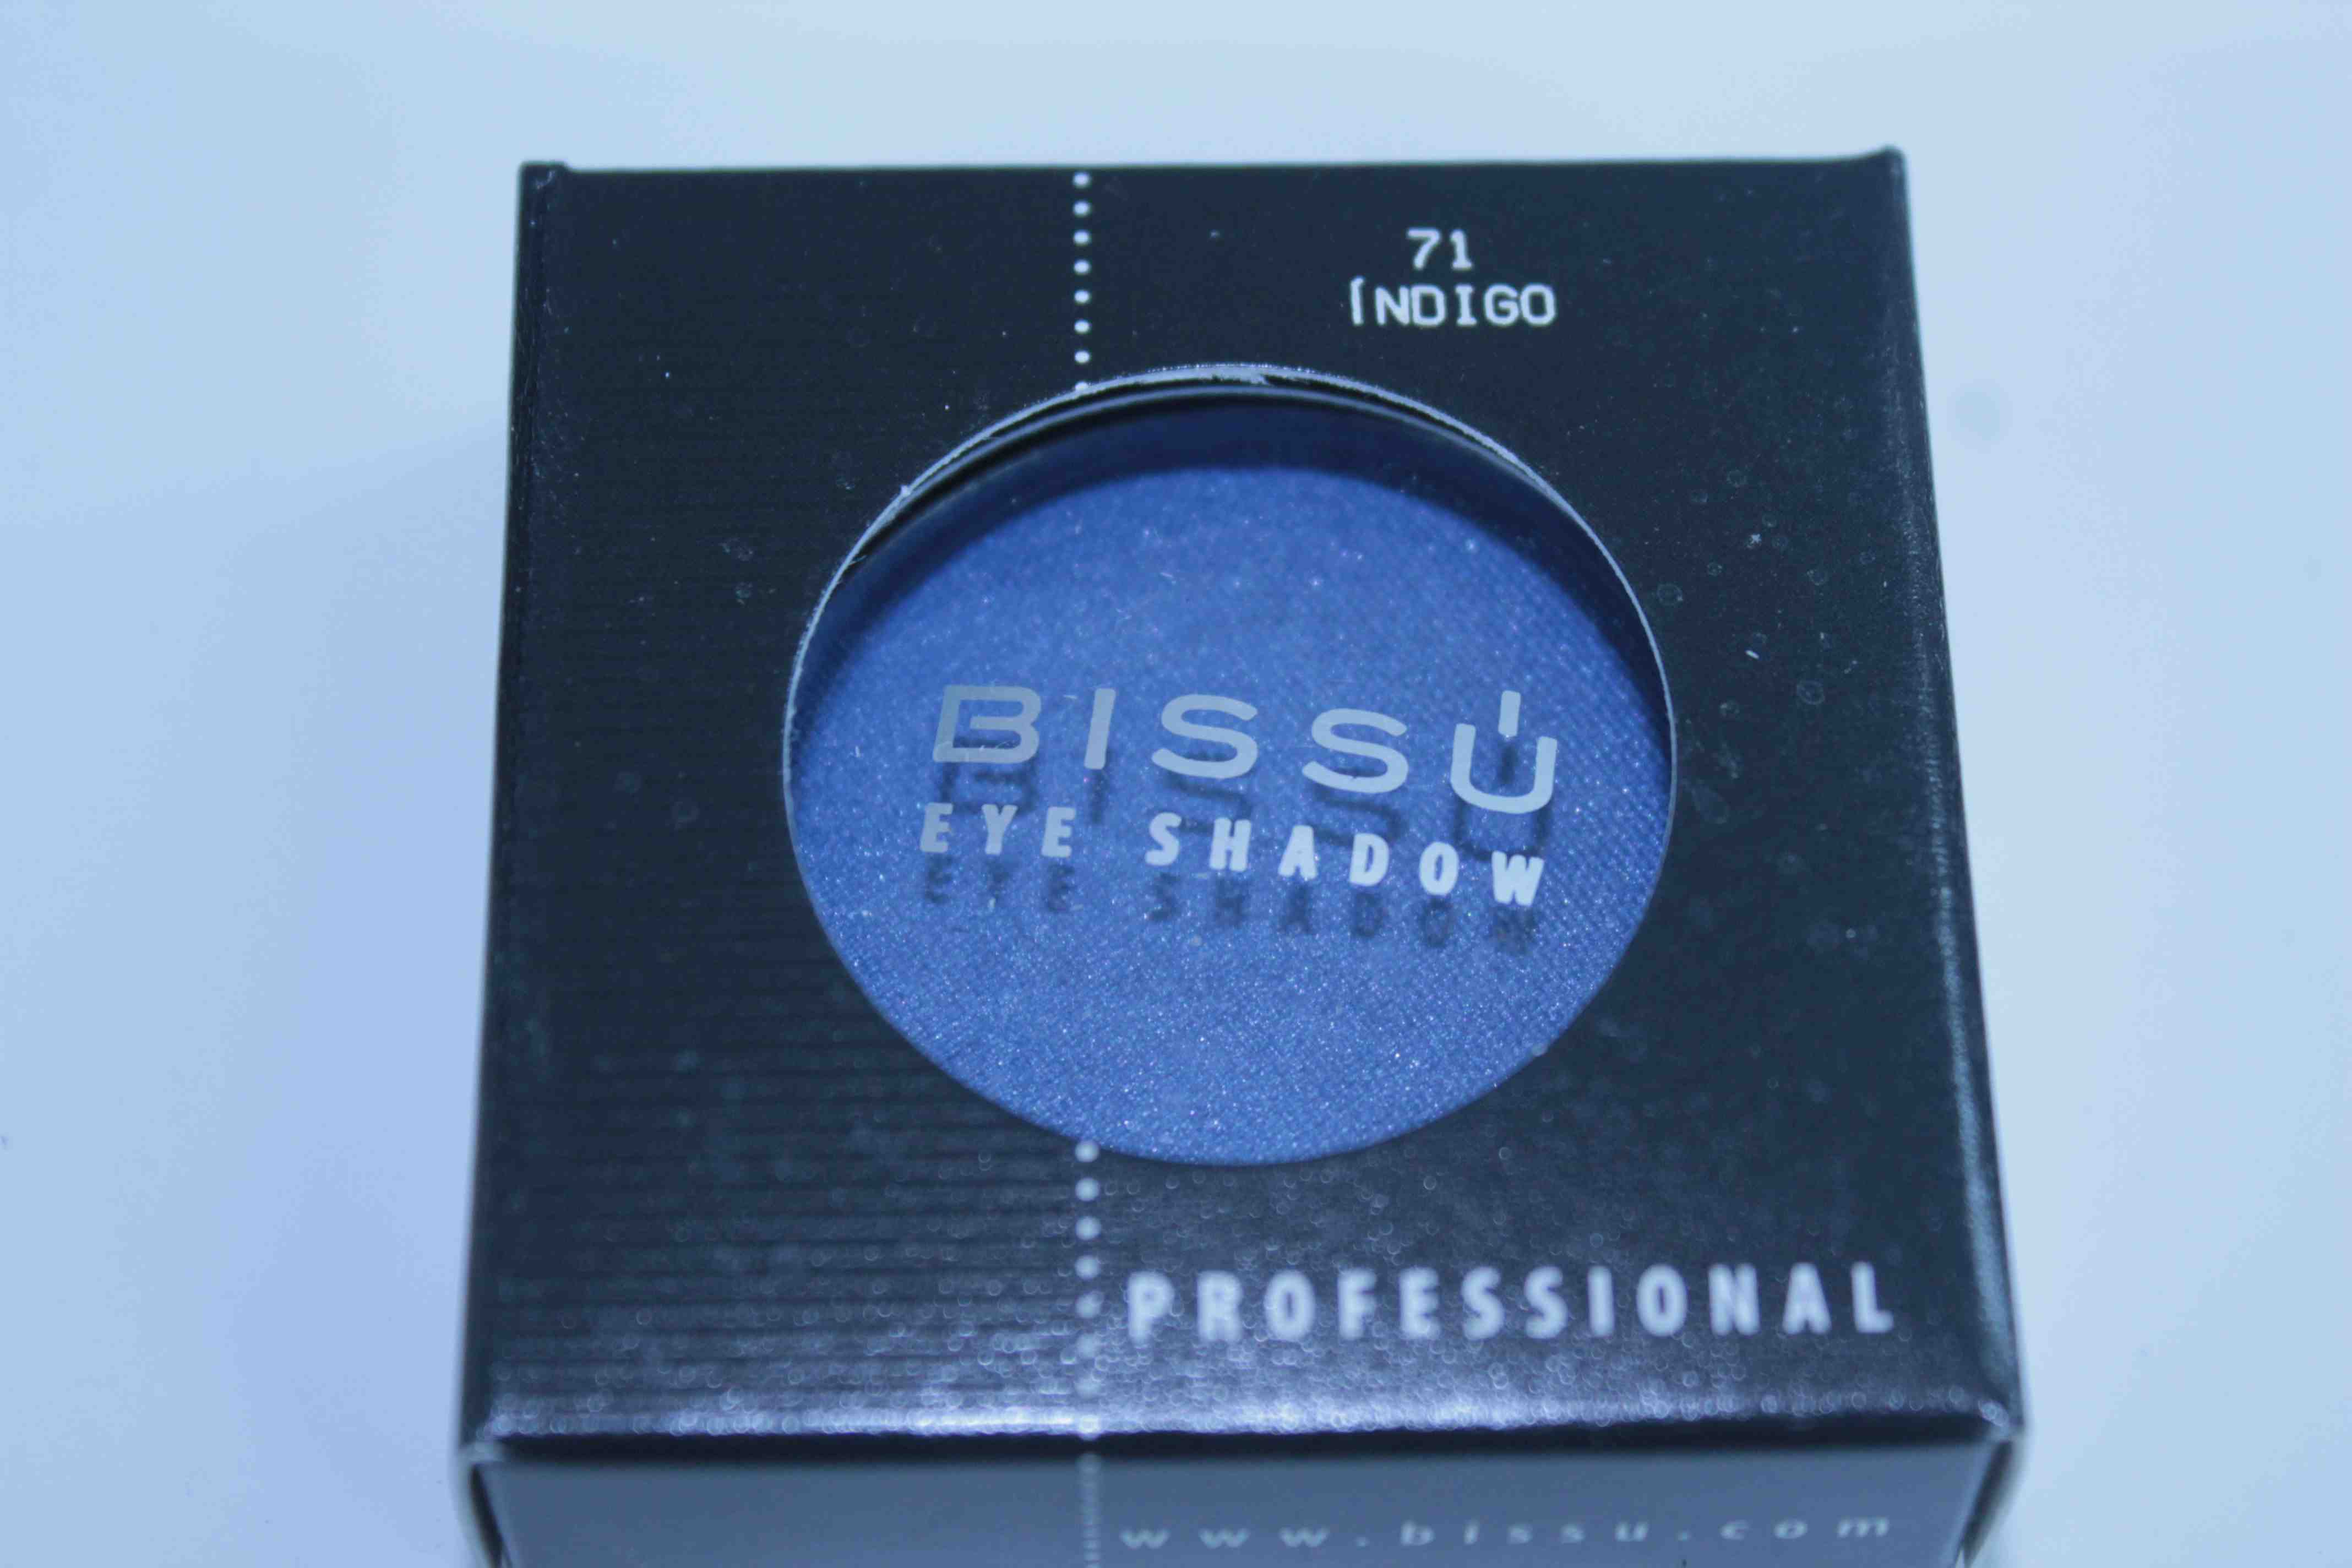 71
ÍNDIGO
BISSÚ
EYE SHADOW
PROFESSIONAL
www.bissu.com